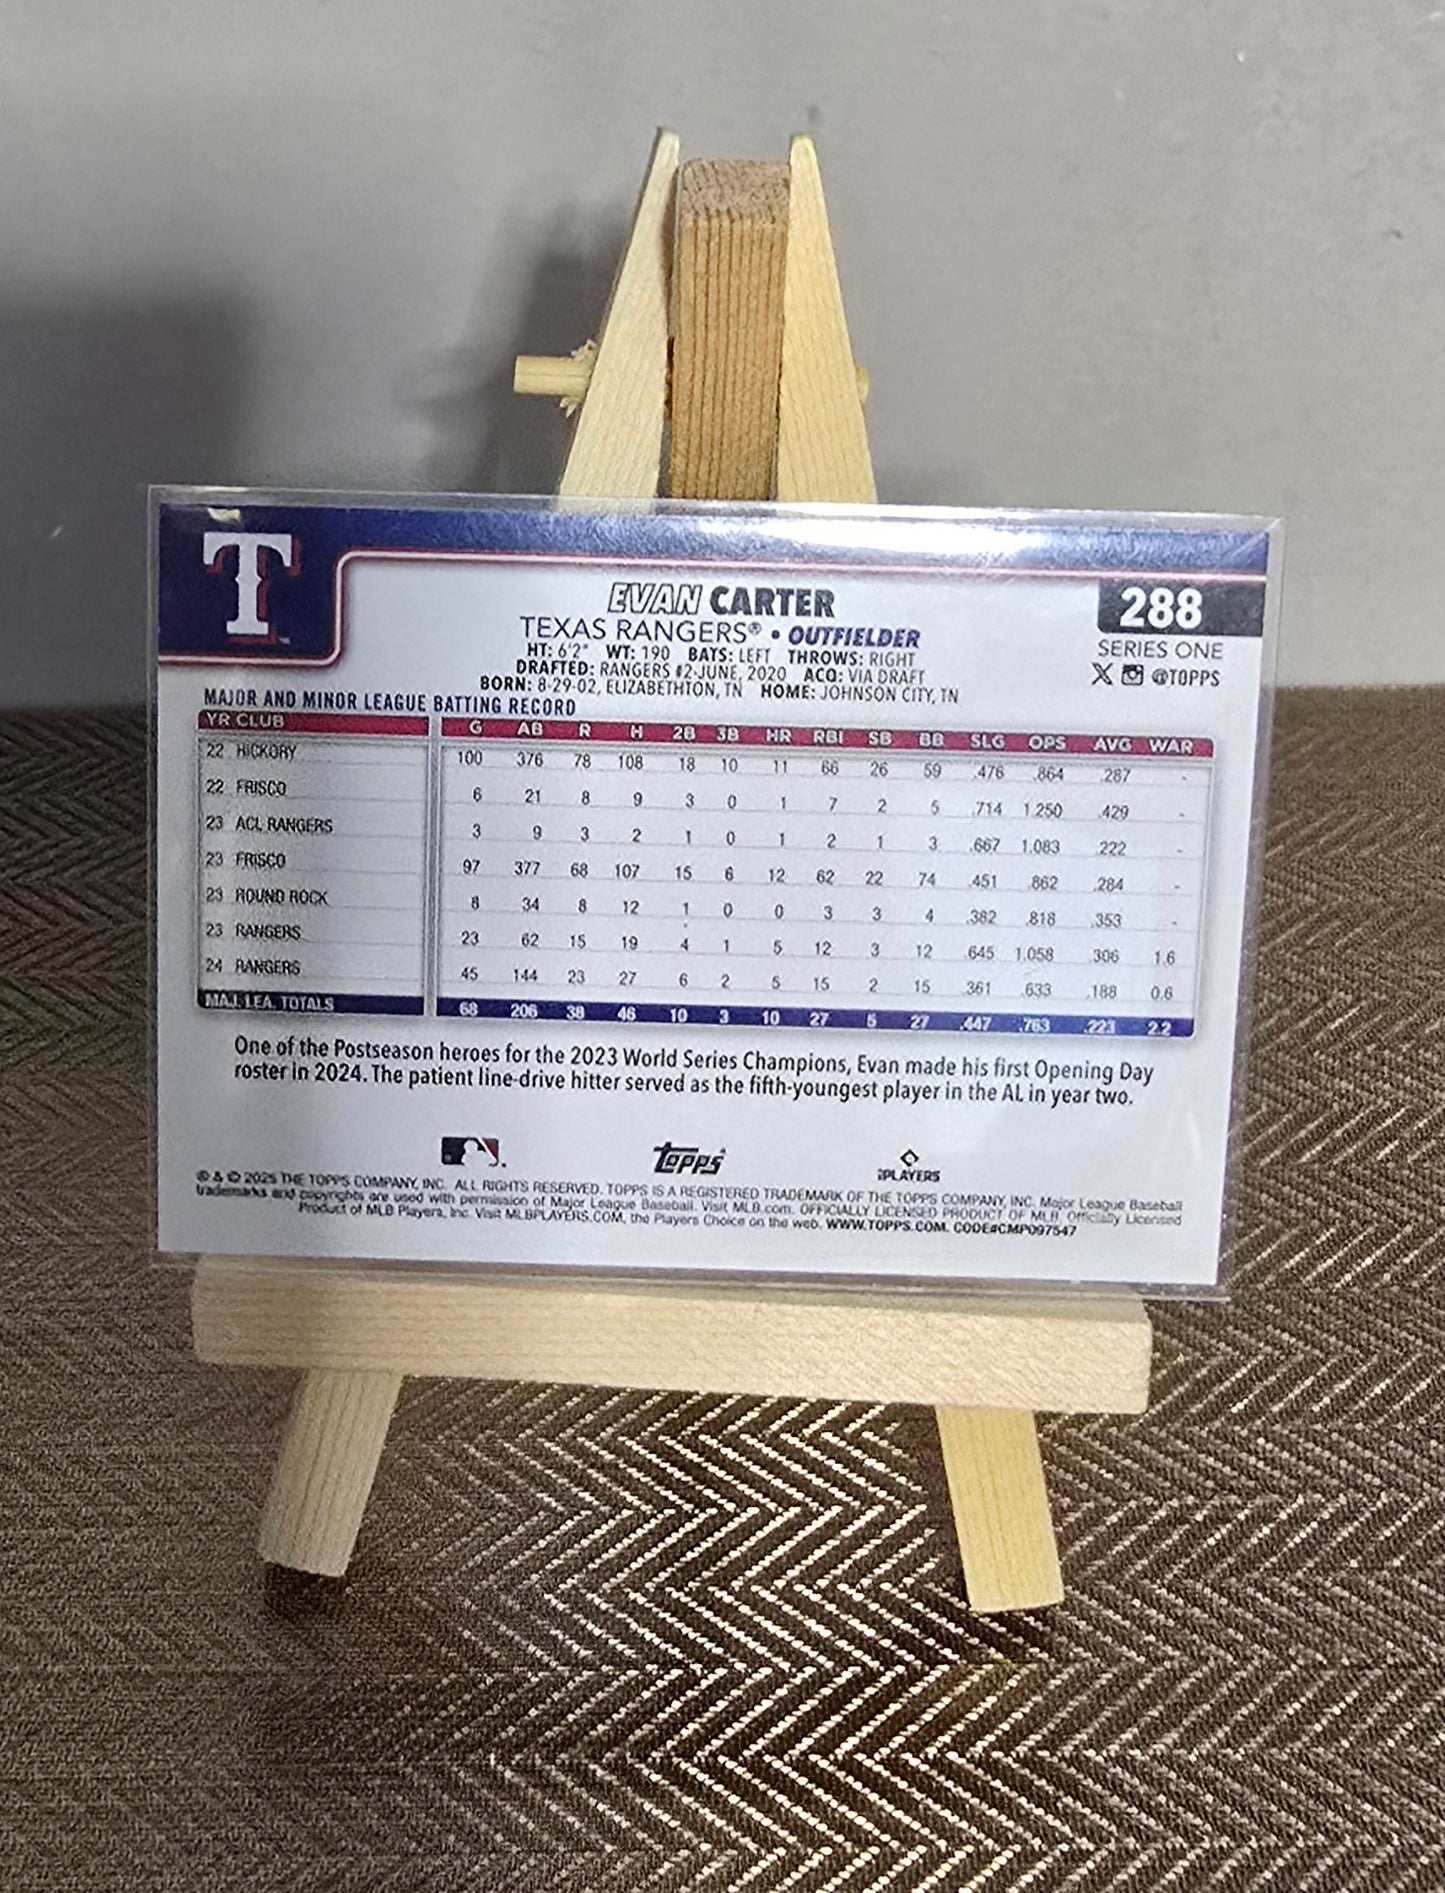 T
EVAN CARTER
288
TEXAS RANGERS® • OUTFIELDER
SERIES ONE
HT: 6'2" WT: 190 BATS: LEFT THROWS: RIGHT
DRAFTED: RANGERS #2-JUNE, 2020 ACQ: VIA DRAFT
@TOPPS
BORN: 8-29-02, ELIZABETHTON, TN HOME: JOHNSON CITY, TN
MAJOR AND MINOR LEAGUE BATTING RECORD
YR CLUB G AB R H 2B 3B HR RBI SB BB SLG OPS AVG WAR
22 HICKORY 100 376 78 108 18 10 11 66 26 59 .476 .864 .287 -
22 FRISCO 6 21 8 9 3 0 1 7 2 5 .714 1.250 .429 -
23 ACL RANGERS 3 9 3 2 1 0 1 2 1 3 .667 1.083 .222 -
23 FRISCO 97 377 68 107 15 6 12 62 22 74 .451 .862 .284 -
23 ROUND ROCK 8 34 8 12 1 0 0 3 3 4 .382 .818 .353 -
23 RANGERS 23 62 15 19 4 1 5 12 3 12 .645 1.058 .306 1.6
24 RANGERS 45 144 23 27 6 2 5 15 2 15 .361 .633 .188 0.6
MAJ. LEA. TOTALS 68 206 38 46 10 3 10 27 5 27 .447 .763 .223 2.2
One of the Postseason heroes for the 2023 World Series Champions, Evan made his first Opening Day
roster in 2024. The patient line-drive hitter served as the fifth-youngest player in the AL in year two.
topps
PLAYERS
® & © 2025 THE TOPPS COMPANY, INC. ALL RIGHTS RESERVED. TOPPS IS A REGISTERED TRADEMARK OF THE TOPPS COMPANY, INC. Major League Baseball
trademarks and copyrights are used with permission of Major League Baseball. Visit MLB.com. OFFICIALLY LICENSED PRODUCT OF MLB Officially Licensed
Product of MLB Players, Inc. Visit MLBPLAYERS.COM, the Players Choice on the web. WWW.TOPPS.COM. CODE#CMP097547